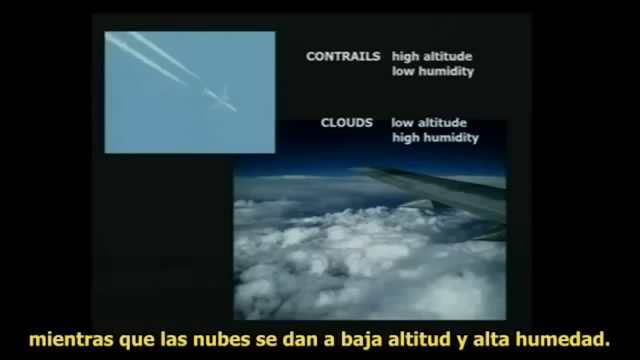 CONTRAILS high altitude
low humidity
CLOUDS low altitude
high humidity
mientras que las nubes se dan a baja altitud y alta humedad.